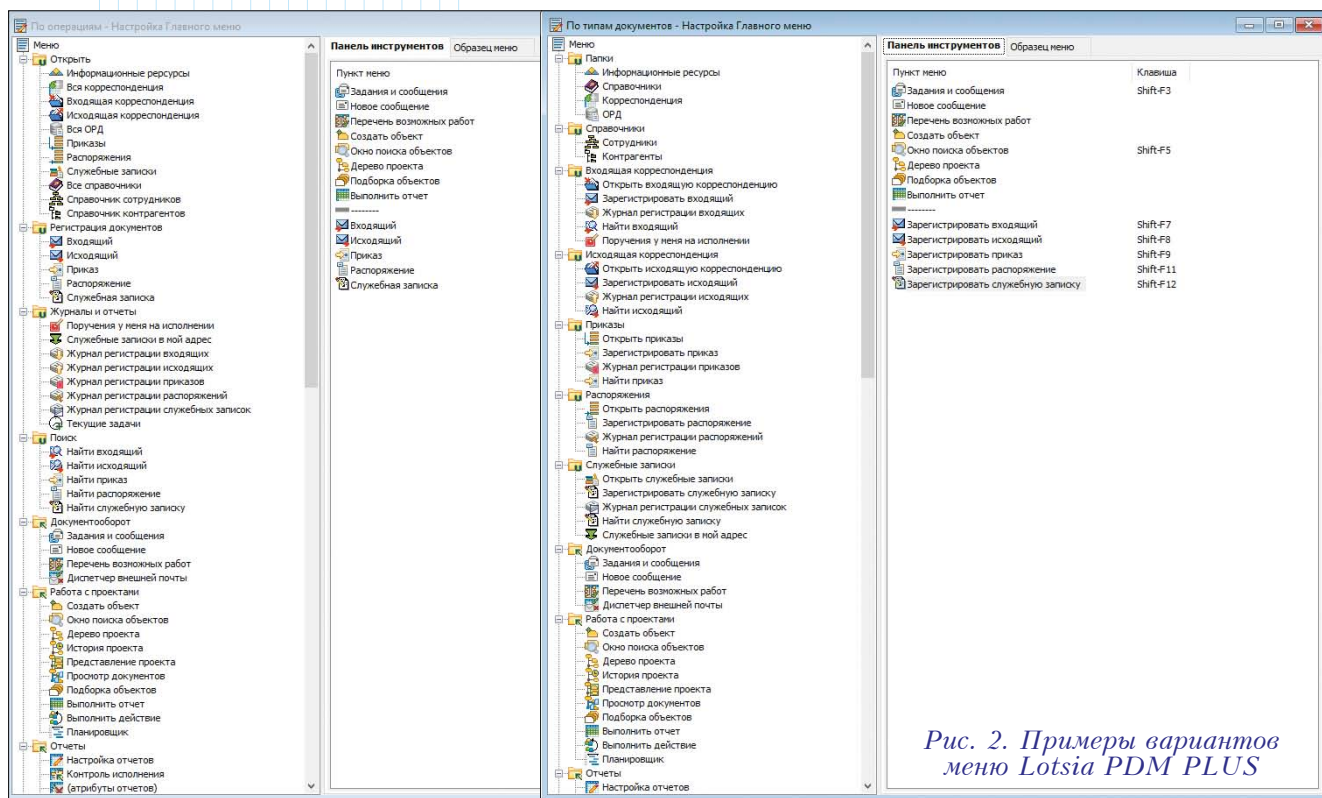 По операциям - Настройка Главного меню
Меню
Открыть
Информационные рерсурсы
Вся корреспонденция
Входящая корреспонденция
Исходящая корреспонденция
Вся ОРД
Приказы
Распоряжения
Служебные записки
Все справочники
Справочник сотрудников
Справочник контрагентов
Регистрация документов
Входящий
Исходящий
Приказ
Распоряжение
Служебная записка
Журналы и отчеты
Поручения у меня на исполнении
Служебные записки в мой адрес
Журнал регистрации входящих
Журнал регистрации исходящих
Журнал регистрации приказов
Журнал регистрации распоряжений
Журнал регистрации служебных записок
Текущие задачи
Поиск
Найти входящий
Найти исходящий
Найти приказ
Найти распоряжение
Найти служебную записку
Документооборот
Задания и сообщения
Новое сообщение
Перечень возможных работ
Диспетчер внешней почты
Работа с проектами
Создать объект
Окно поиска объектов
Дерево проекта
История проекта
Представление проекта
Просмотр документов
Подборка объектов
Выполнить отчет
Выполнить действие
Планировщик
Отчеты
Настройка отчетов
Контроль исполнения
(атрибуты отчетов)
Панель инструментов Образец меню
Пункт меню
Задания и сообщения
Новое сообщение
Перечень возможных работ
Создать объект
Окно поиска объектов
Дерево проекта
Подборка объектов
Выполнить отчет
--------
Входящий
Исходящий
Приказ
Распоряжение
Служебная записка
По типам документов - Настройка Главного меню
Меню
Папки
Информационные ресурсы
Справочники
Корреспонденция
ОРД
Справочники
Сотрудники
Контрагенты
Входящая корреспонденция
Открыть входящую корреспонденцию
Зарегистрировать входящий
Журнал регистрации входящих
Найти входящий
Поручения у меня на исполнении
Исходящая корреспонденция
Открыть исходящую корреспонденцию
Зарегистрировать исходящий
Журнал регистрации исходящих
Найти исходящий
Приказы
Открыть приказы
Зарегистрировать приказ
Журнал регистрации приказов
Найти приказ
Распоряжения
Открыть распоряжения
Зарегистрировать распоряжение
Журнал регистрации распоряжений
Найти распоряжение
Служебные записки
Открыть служебные записки
Зарегистрировать служебную записку
Журнал регистрации служебных записок
Найти служебную записку
Служебные записки в мой адрес
Документооборот
Задания и сообщения
Новое сообщение
Перечень возможных работ
Диспетчер внешней почты
Работа с проектами
Создать объект
Окно поиска объектов
Дерево проекта
История проекта
Представление проекта
Просмотр документов
Подборка объектов
Выполнить отчет
Выполнить действие
Планировщик
Отчеты
Настройка отчетов
Панель инструментов Образец меню
Пункт меню Клавиша
Задания и сообщения Shift-F3
Новое сообщение
Перечень возможных работ
Создать объект
Окно поиска объектов Shift-F5
Дерево проекта
Подборка объектов
Выполнить отчет
--------
Зарегистрировать входящий Shift-F7
Зарегистрировать исходящий Shift-F8
Зарегистрировать приказ Shift-F9
Зарегистрировать распоряжение Shift-F11
Зарегистрировать служебную записку Shift-F12
Рис. 2. Примеры вариантов
меню Lotsia PDM PLUS